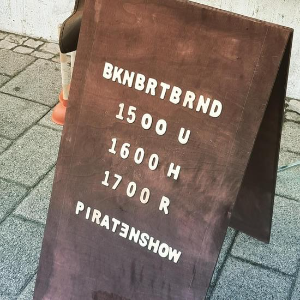 BKNBRTBRND
1500 U
1600 H
1700 R
PIRATENSHOW